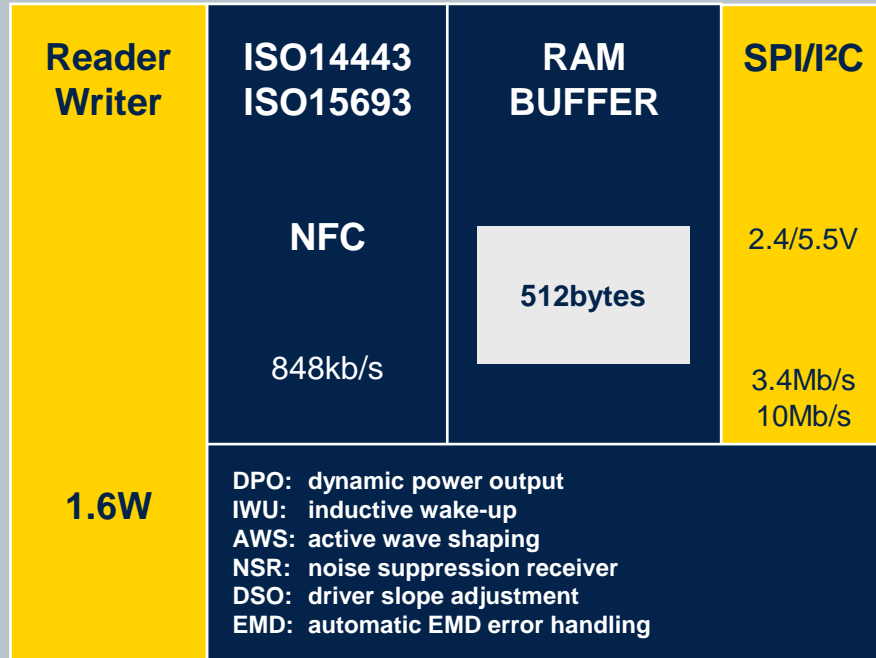 Reader
Writer
1.6W
ISO14443
ISO15693
NFC
848kb/s
RAM
BUFFER
512bytes
SPI/I²C
2.4/5.5V
3.4Mb/s
10Mb/s
DPO: dynamic power output
IWU: inductive wake-up
AWS: active wave shaping
NSR: noise suppression receiver
DSO: driver slope adjustment
EMD: automatic EMD error handling